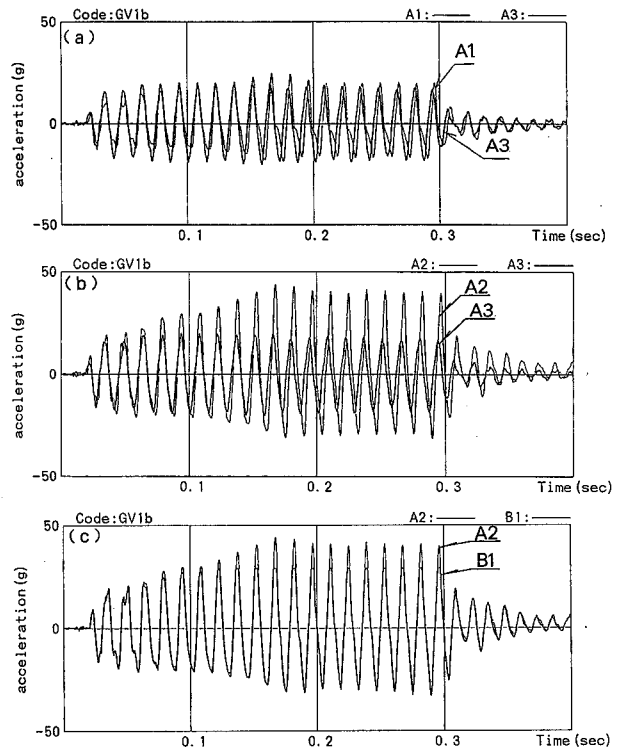 Code:GV1b A1: A3:
50
(a)
A1
acceleration(g)
0
A3
-50
0.1 0.2 0.3 Time(sec)
Code:GV1b A2: A3:
50
(b)
A2
A3
acceleration(g)
0
-50
0.1 0.2 0.3 Time(sec)
Code:GV1b A2: B1:
50
(c)
A2
B1
acceleration(g)
0
-50
0.1 0.2 0.3 Time(sec)